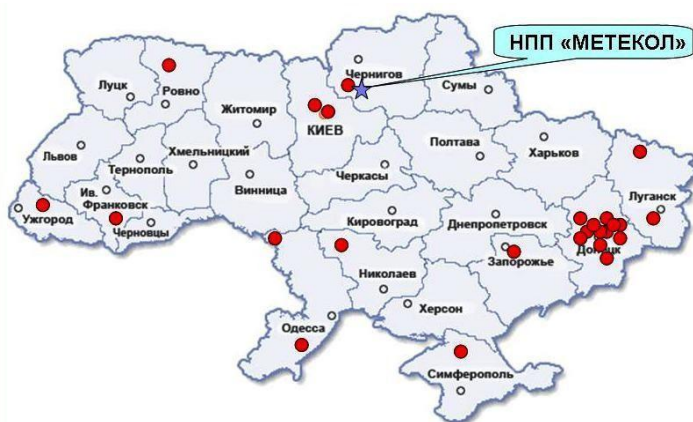 НПП «МЕТЕКОЛ»
Чернигов
Луцк
Ровно
Сумы
Житомир
КИЕВ
Львов
Тернополь
Хмельницкий
Полтава
Харьков
Ив.
Франковск
Винница
Черкасы
Ужгород
Черновцы
Кировоград
Днепропетровск
Луганск
Донецк
Запорожье
Николаев
Херсон
Одесса
Симферополь